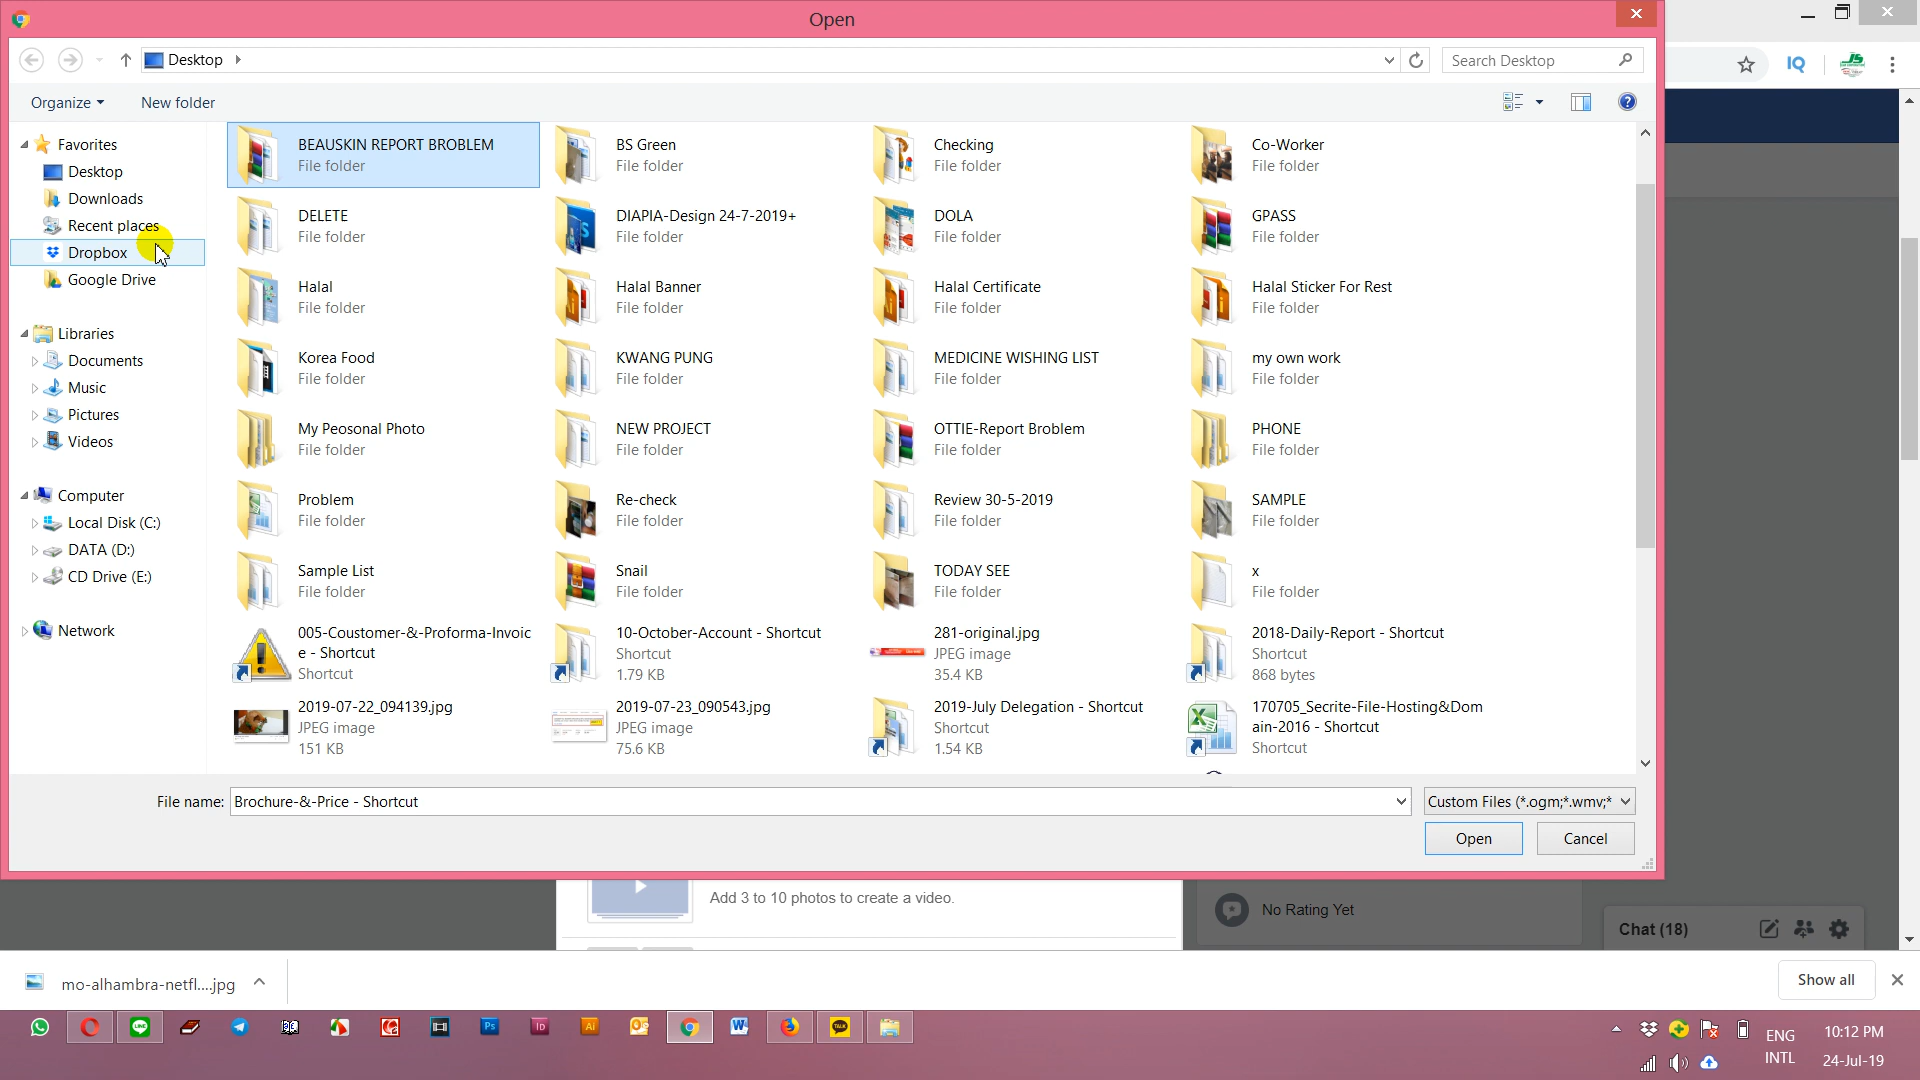 Open
Desktop
Search Desktop
Organize
New folder
Favorites
Desktop
Downloads
Recent places
Dropbox
Google Drive
Libraries
Documents
Music
Pictures
Videos
Computer
Local Disk (C:)
DATA (D:)
CD Drive (E:)
Network
BEAUSKIN REPORT BROBLEM
File folder
BS Green
File folder
Checking
File folder
Co-Worker
File folder
DELETE
File folder
DIAPIA-Design 24-7-2019+
File folder
DOLA
File folder
GPASS
File folder
Halal
File folder
Halal Banner
File folder
Halal Certificate
File folder
Halal Sticker For Rest
File folder
Korea Food
File folder
KWANG PUNG
File folder
MEDICINE WISHING LIST
File folder
my own work
File folder
My Peosonal Photo
File folder
NEW PROJECT
File folder
OTTIE-Report Broblem
File folder
PHONE
File folder
Problem
File folder
Re-check
File folder
Review 30-5-2019
File folder
SAMPLE
File folder
Sample List
File folder
Snail
File folder
TODAY SEE
File folder
x
File folder
005-Coustomer-&-Proforma-Invoic
e - Shortcut
Shortcut
10-October-Account - Shortcut
Shortcut
1.79 KB
281-original.jpg
JPEG image
35.4 KB
2018-Daily-Report - Shortcut
Shortcut
868 bytes
2019-07-22_094139.jpg
JPEG image
151 KB
2019-07-23_090543.jpg
JPEG image
75.6 KB
2019-July Delegation - Shortcut
Shortcut
1.54 KB
170705_Secrite-File-Hosting&Dom
ain-2016 - Shortcut
Shortcut
File name:
Brochure-&-Price - Shortcut
Custom Files (*.ogm;*.wmv;*
Open
Cancel
IQ
JS
Add 3 to 10 photos to create a video.
No Rating Yet
Chat (18)
mo-alhambra-netfl....jpg
Show all
LINE
Ps
Id
Ai
TALK
ENG
INTL
10:12 PM
24-Jul-19